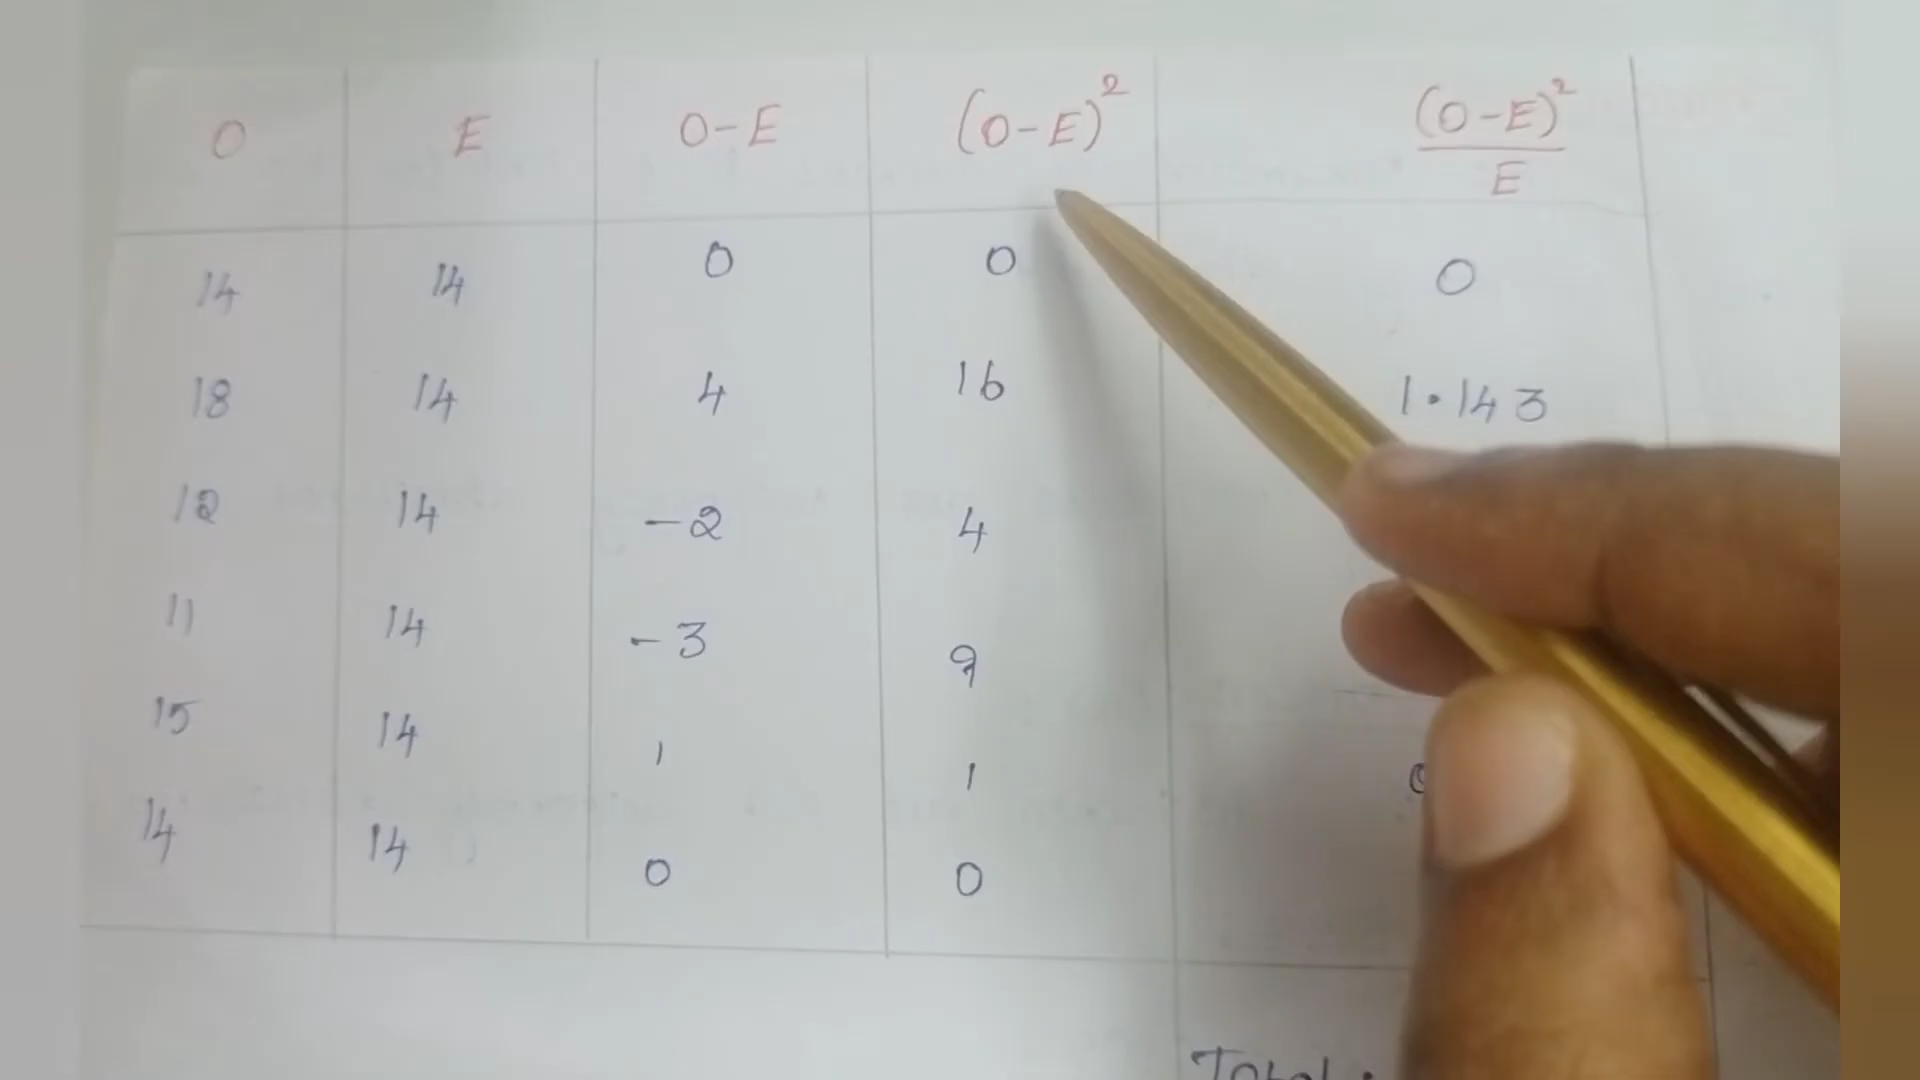 O E O-E (O-E)² (O-E)²/E
14 14 0 0 0
18 14 4 16 1.143
12 14 -2 4
11 14 -3 9
15 14 1 1
14 14 0 0
Total